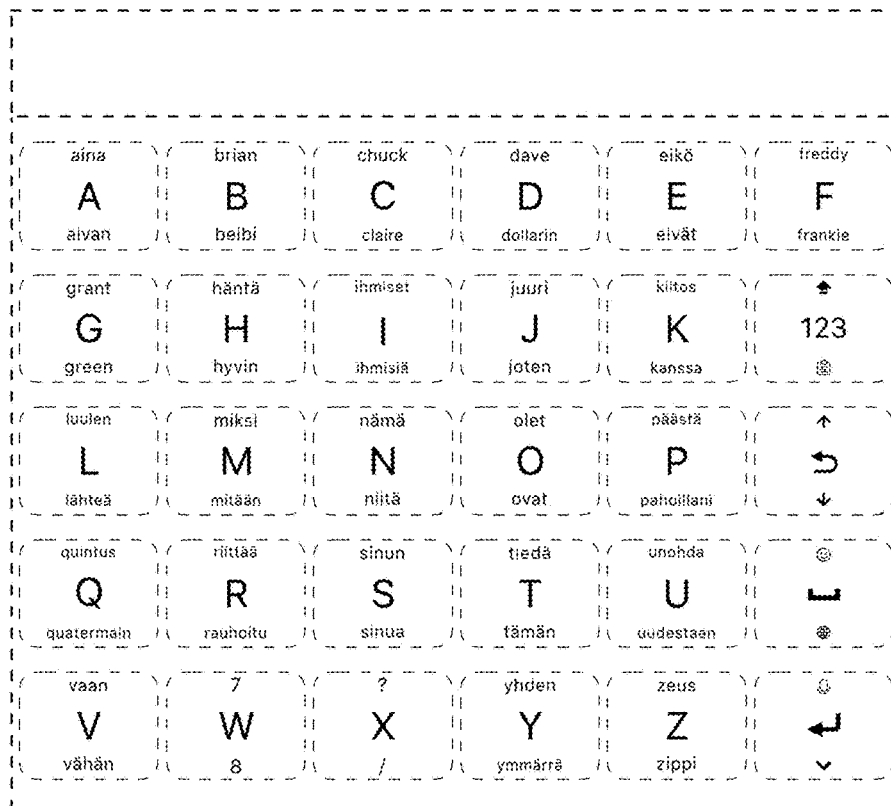 aina brian chuck dave eikö freddy
A B C D E F
aivan beibi claire dollarin eivät frankie
grant häntä ihmiset juuri kiitos
G H I J K 123
green hyvin ihmisiä joten kanssa
luulen miksi nämä olet päästä
L M N O P
lähteä mitään niitä ovat pahoillani
quintus riittää sinun tiedä unohda
Q R S T U
quatermain rauhoitu sinua tämän uudestaan
vaan 7 ? yhden zeus
V W X Y Z
vähän 8 / ymmärrä zippi